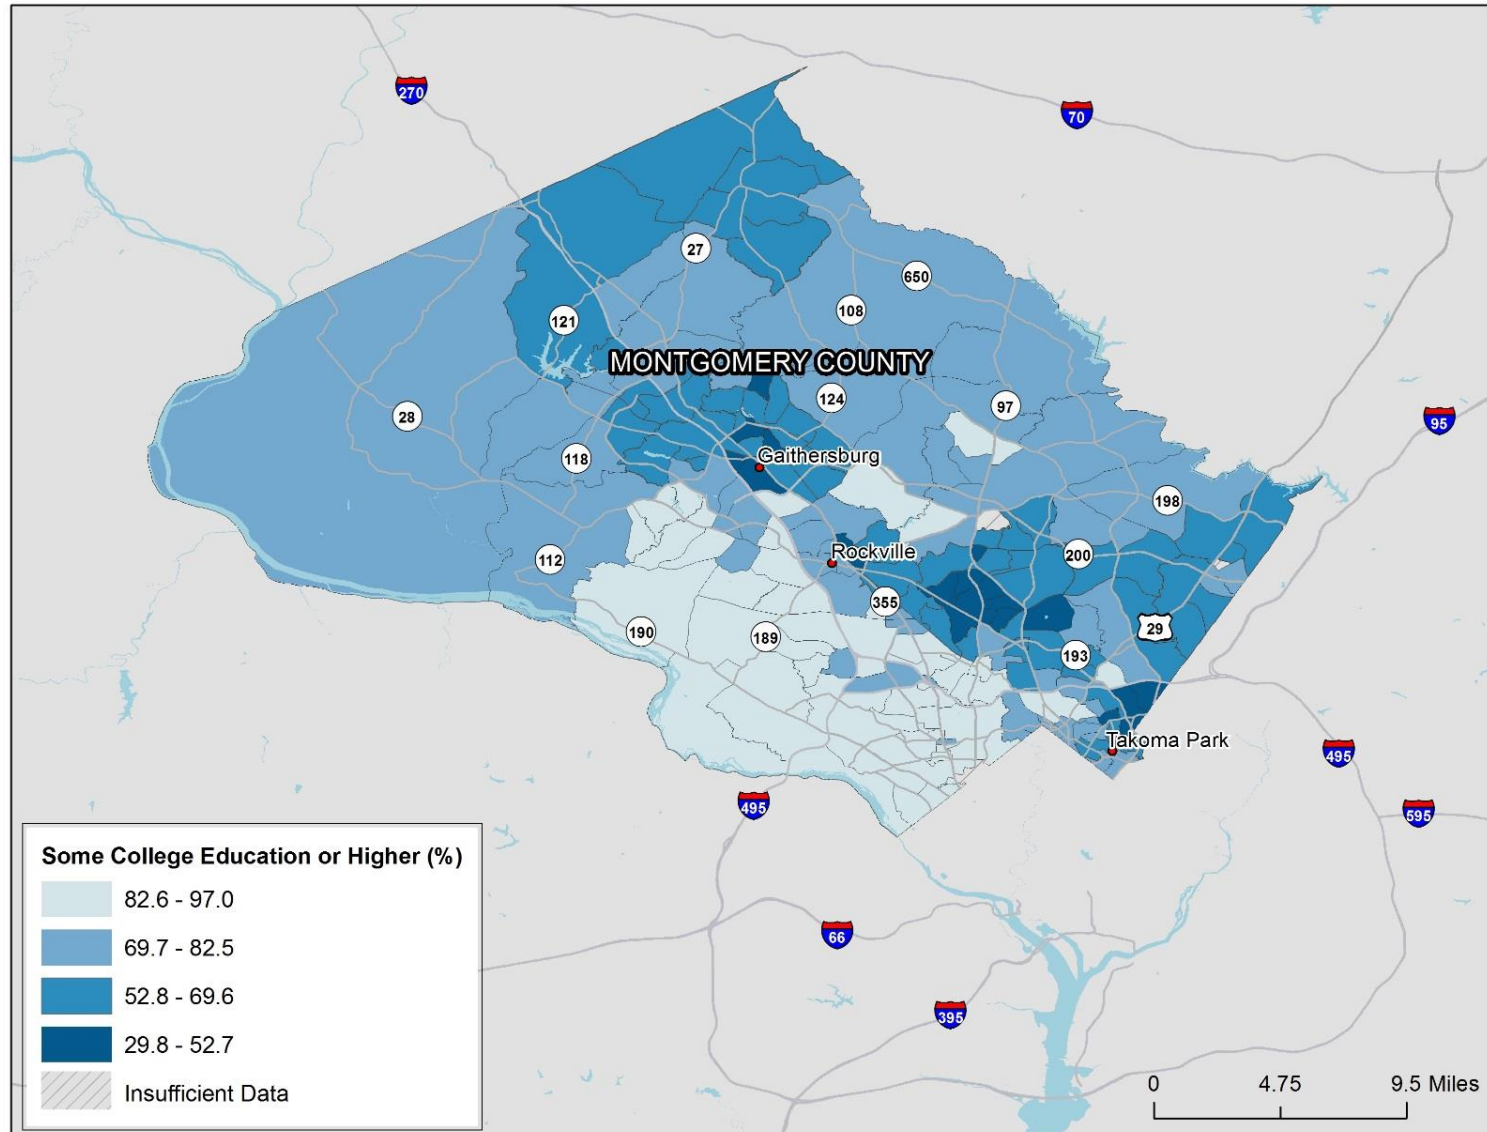 270
70
27
650
108
121
MONTGOMERY COUNTY
124
97
28
95
118
Gaithersburg
198
Rockville
112
200
355
190
189
29
193
Takoma Park
495
495
595
Some College Education or Higher (%)
82.6 - 97.0
69.7 - 82.5
66
52.8 - 69.6
395
29.8 - 52.7
Insufficient Data
0 4.75 9.5 Miles